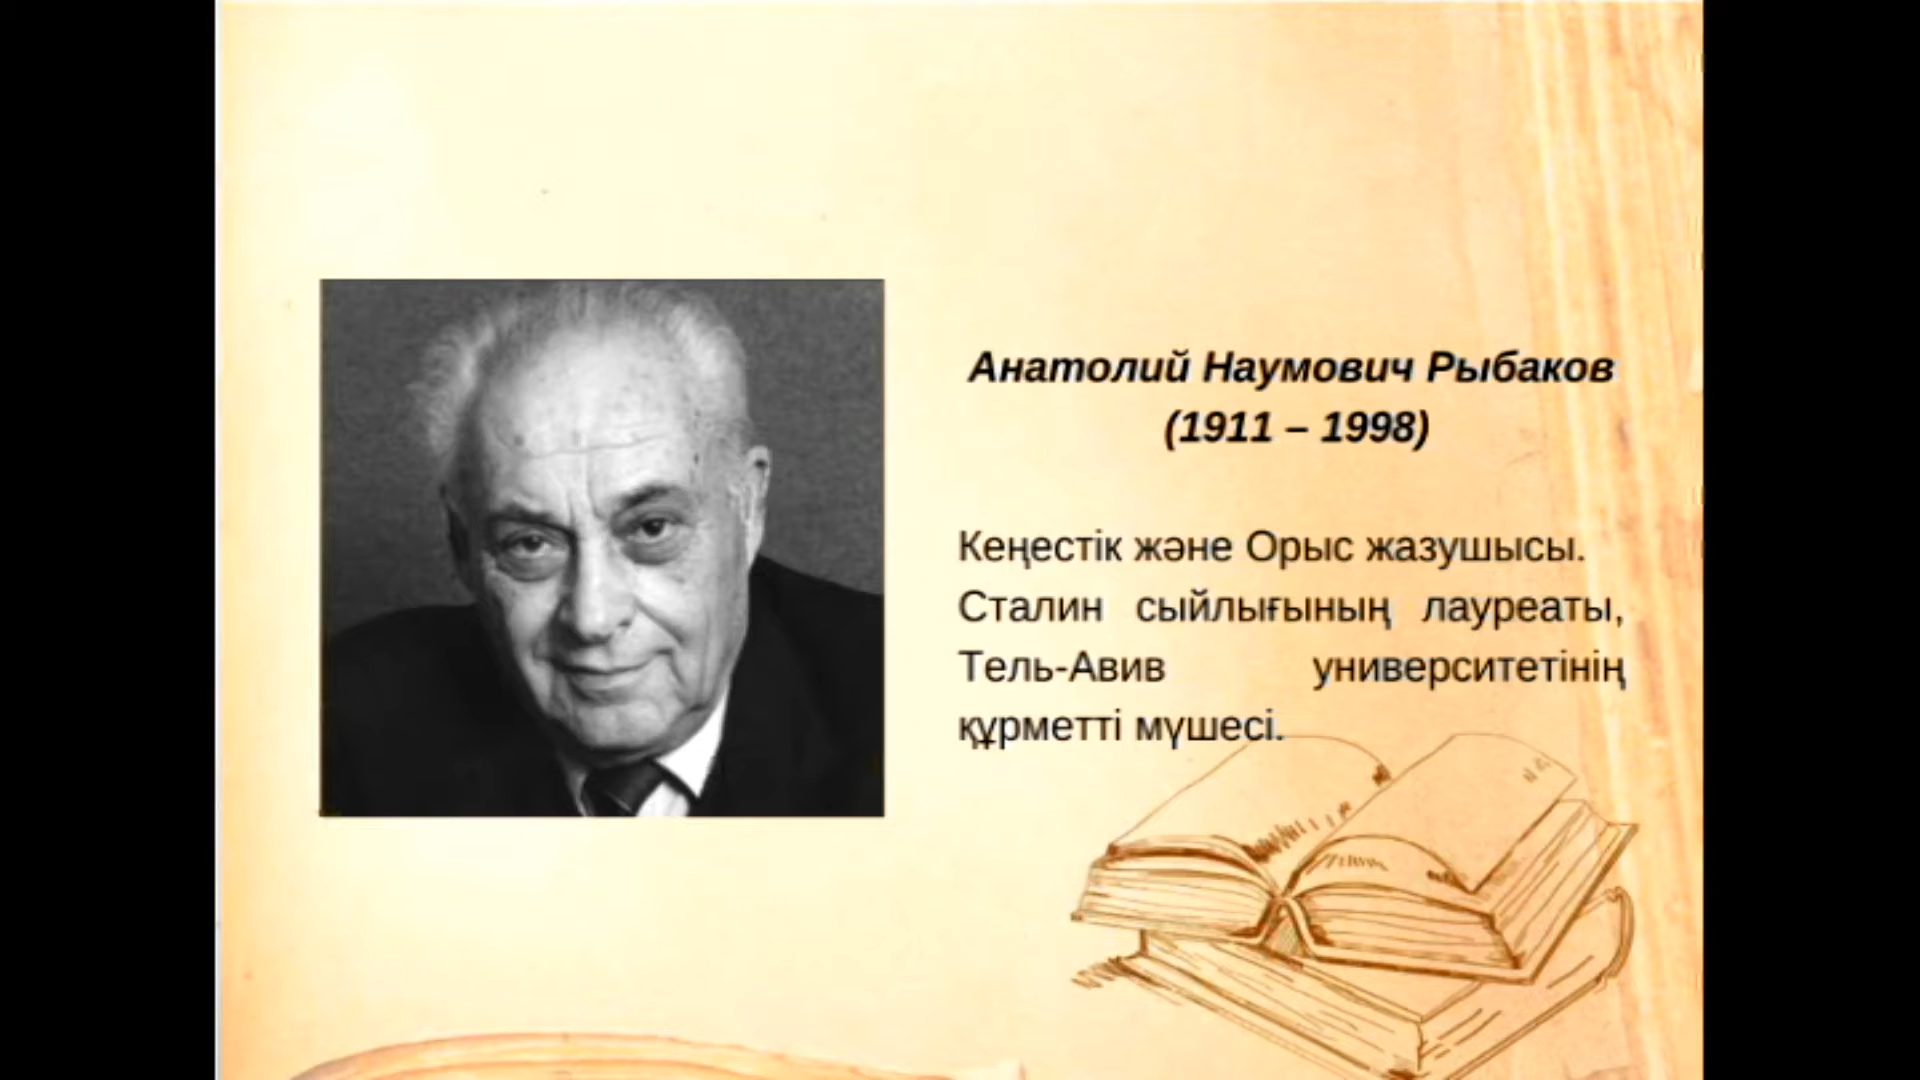 Анатолий Наумович Рыбаков
(1911 – 1998)
Кеңестік және Орыс жазушысы.
Сталин сыйлығының лауреаты,
Тель-Авив университетінің
құрметті мүшесі.